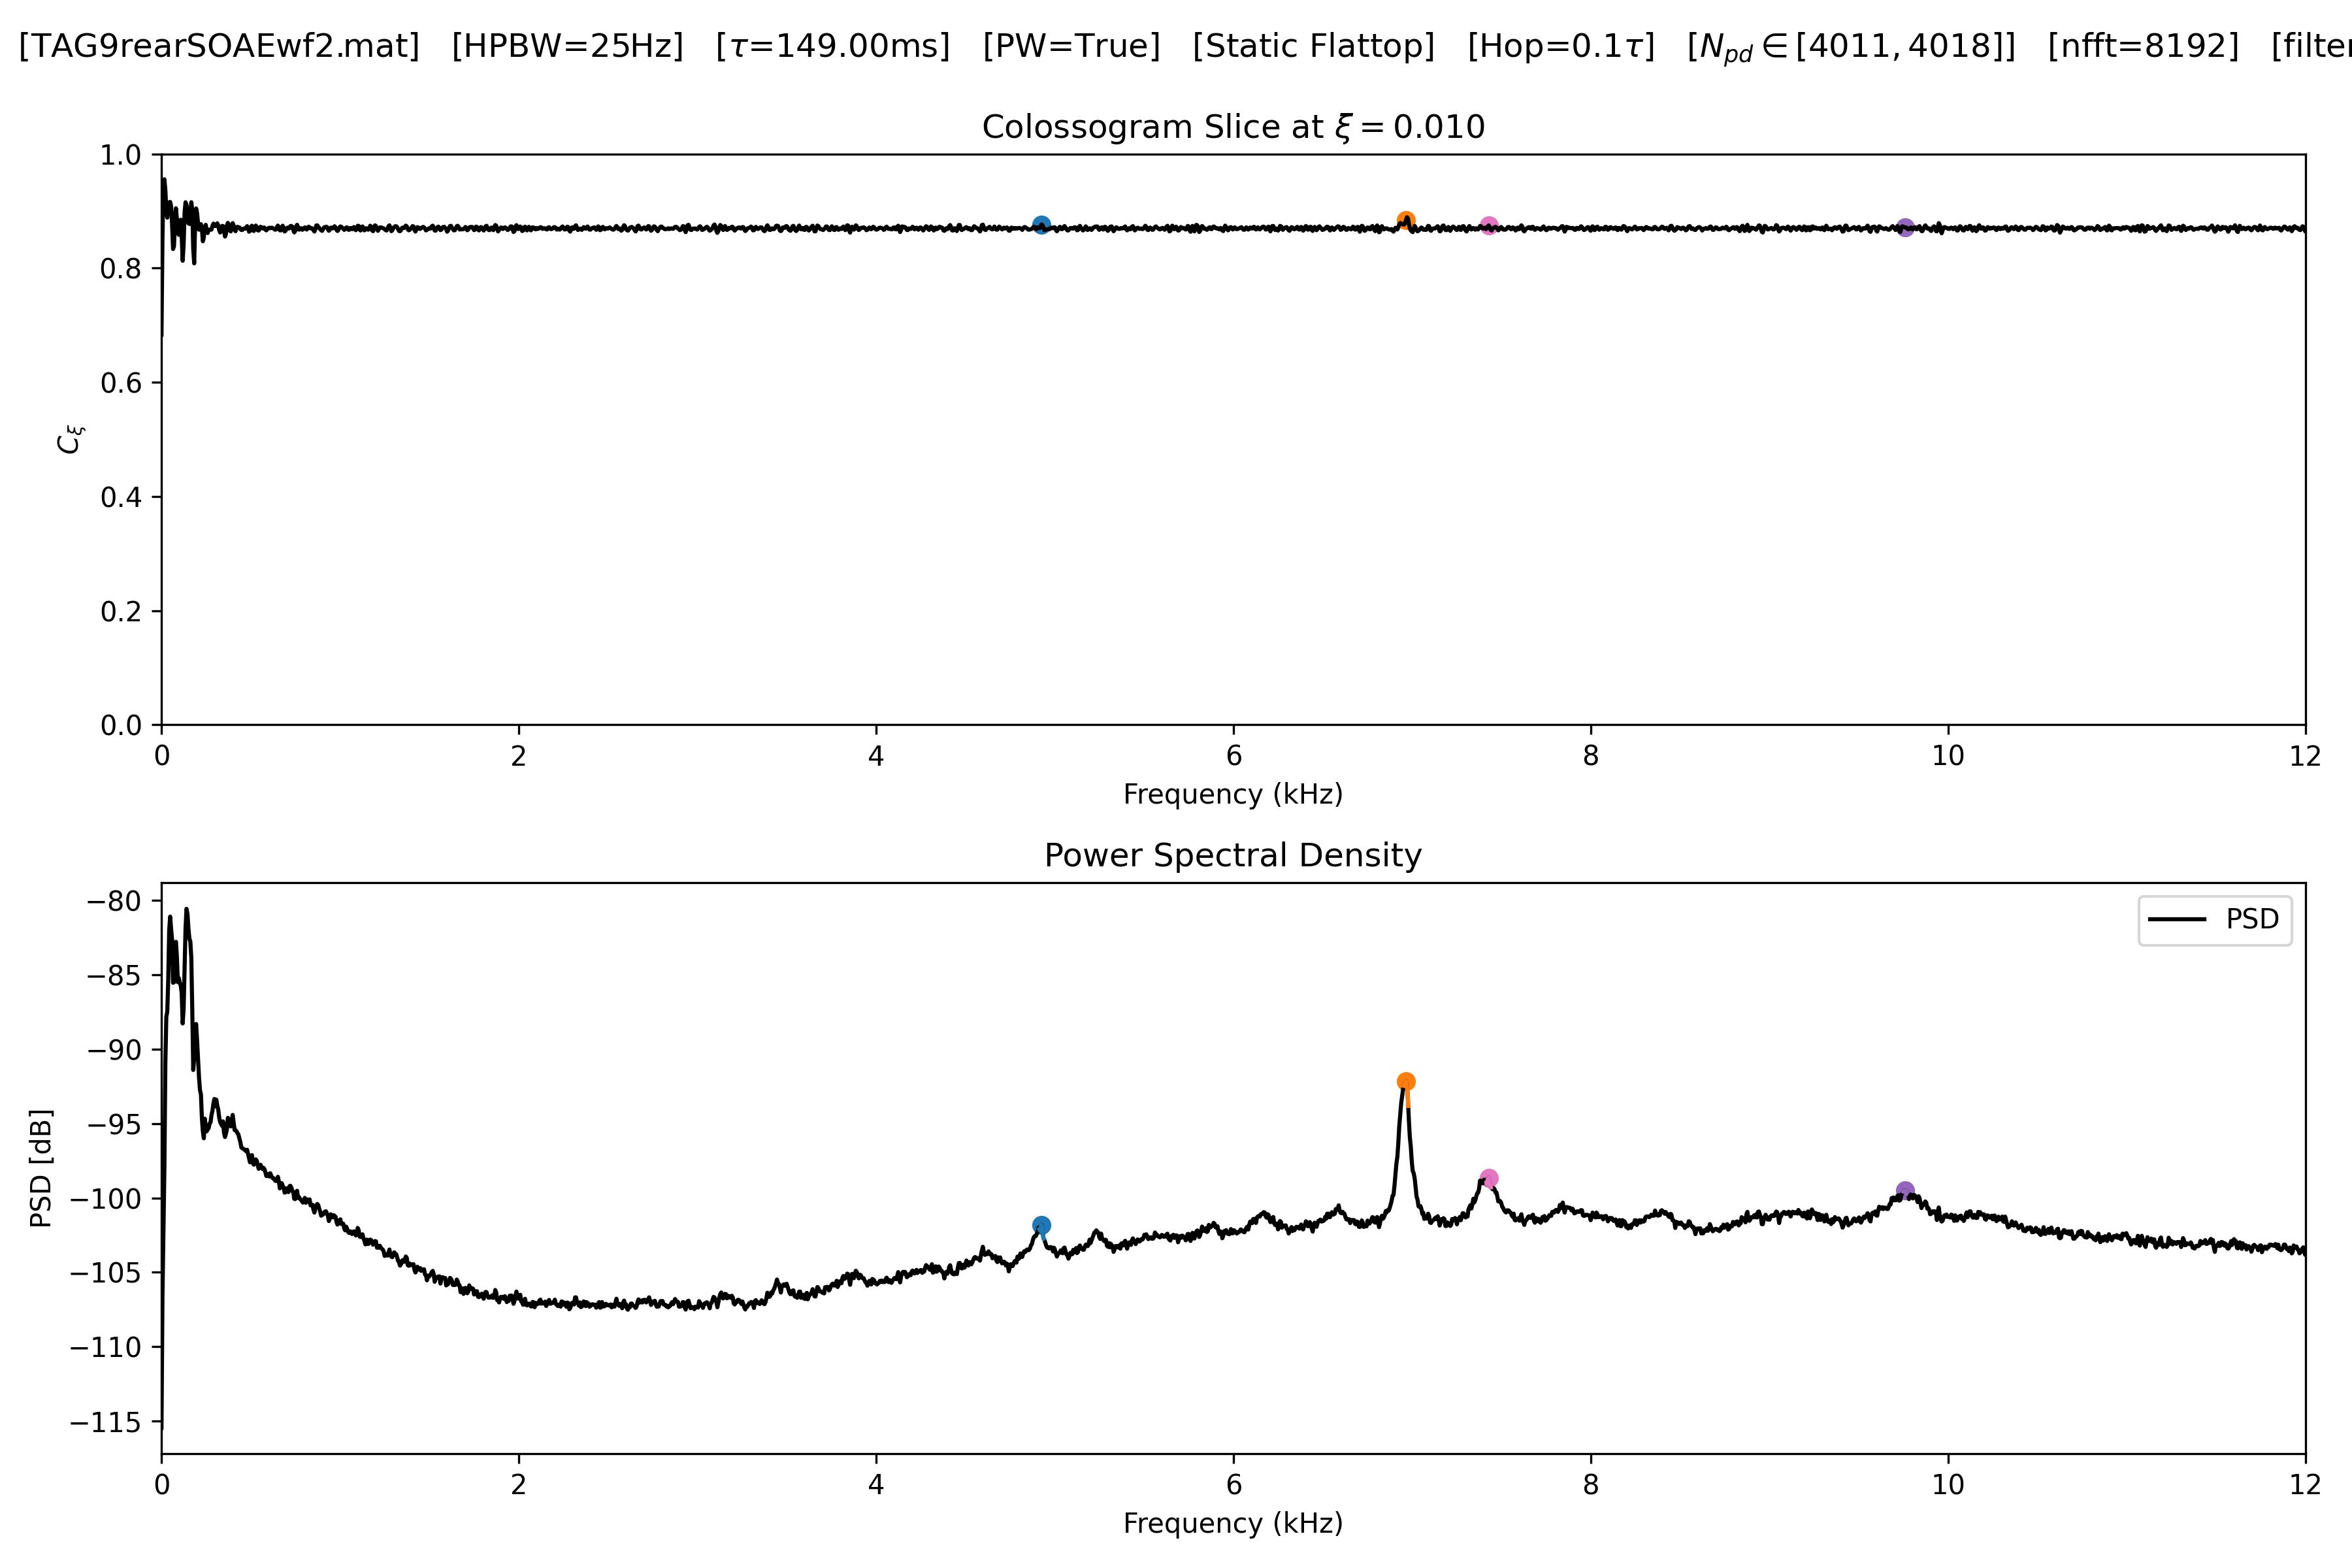 [TAG9rearSOAEwf2.mat] [HPBW=25Hz] [τ=149.00ms] [PW=True] [Static Flattop] [Hop=0.1τ] [N_pd ∈ [4011, 4018]] [nfft=8192] [filter
Colossogram Slice at ξ = 0.010
1.0
0.8
0.6
0.4
0.2
0.0
C_ξ
0 2 4 6 8 10 12
Frequency (kHz)
Power Spectral Density
PSD
−80
−85
−90
−95
−100
−105
−110
−115
PSD [dB]
0 2 4 6 8 10 12
Frequency (kHz)